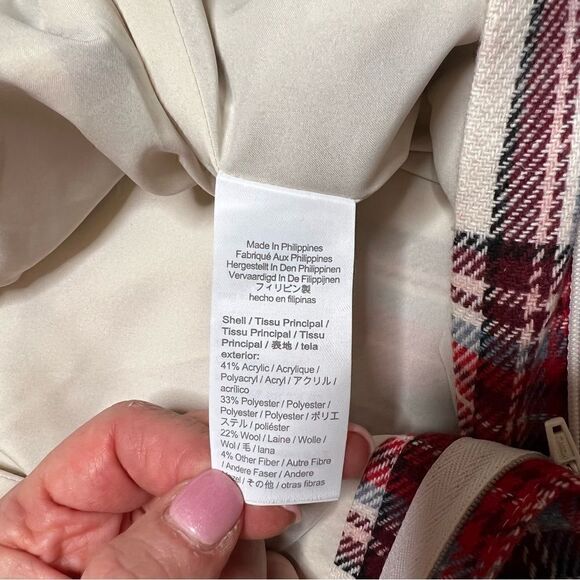 Made In Philippines
Fabriqué Aux Philippines
Hergestellt In Den Philippinen
Vervaardigd In De Filippijnen
フィリピン製
hecho en filipinas
Shell / Tissu Principal /
Tissu Principal / Tissu
Principal / 表地 / tela
exterior:
41% Acrylic / Acrylique /
Polyacryl / Acryl / アクリル /
acrílico
33% Polyester / Polyester /
Polyester / Polyester / ポリエ
ステル / poliéster
22% Wool / Laine / Wolle /
Wol / 毛 / lana
4% Other Fiber / Autre Fibre
/ Andere Faser / Andere
/ その他 / otras fibras